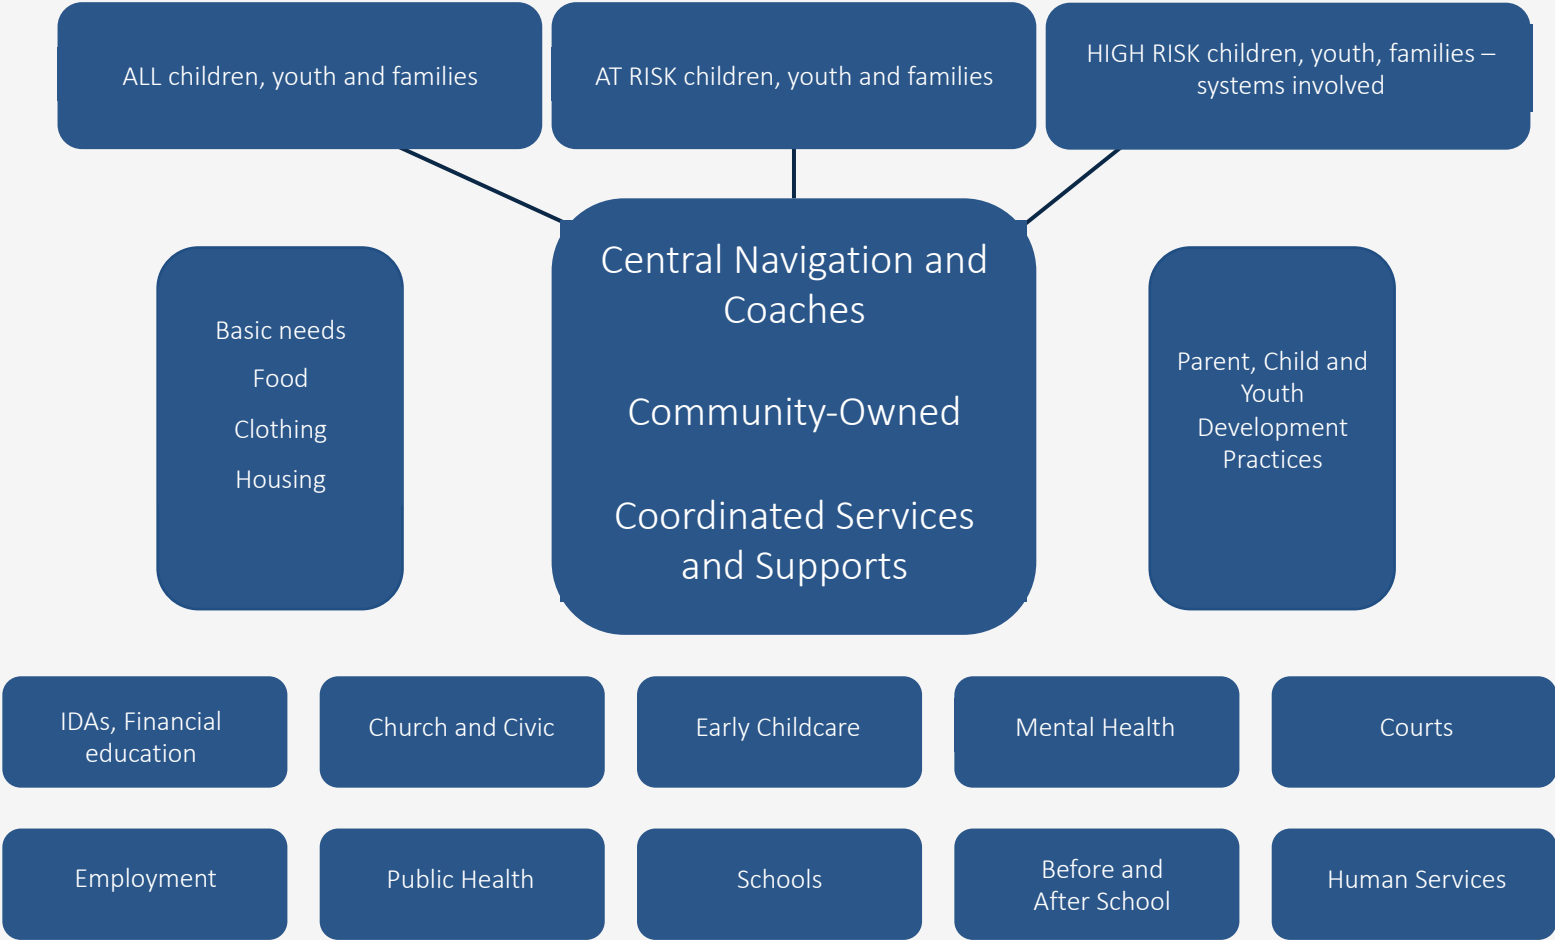 ALL children, youth and families
AT RISK children, youth and families
HIGH RISK children, youth, families –
systems involved
Central Navigation and
Coaches
Community-Owned
Coordinated Services
and Supports
Basic needs
Food
Clothing
Housing
Parent, Child and
Youth
Development
Practices
IDAs, Financial
education
Church and Civic
Early Childcare
Mental Health
Courts
Employment
Public Health
Schools
Before and
After School
Human Services